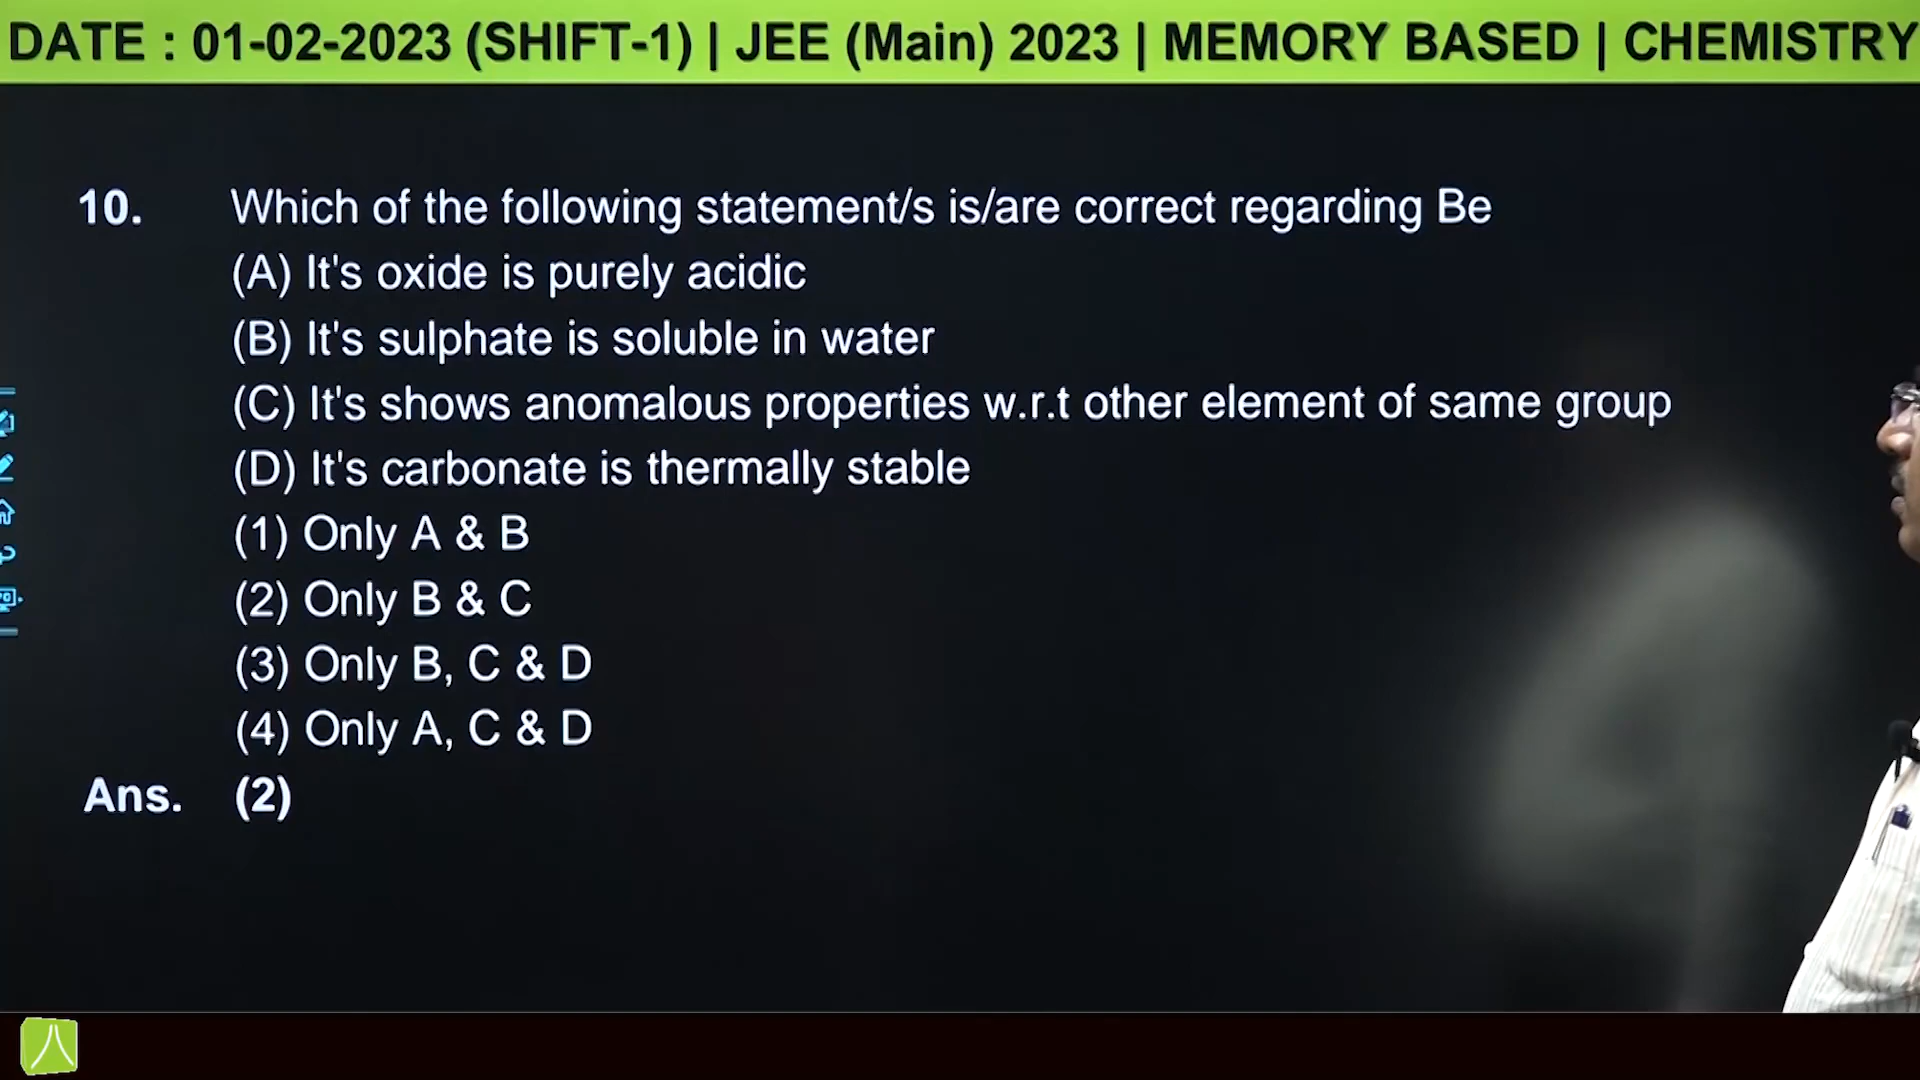 DATE : 01-02-2023 (SHIFT-1) | JEE (Main) 2023 | MEMORY BASED | CHEMISTRY
10. Which of the following statement/s is/are correct regarding Be
(A) It's oxide is purely acidic
(B) It's sulphate is soluble in water
(C) It's shows anomalous properties w.r.t other element of same group
(D) It's carbonate is thermally stable
(1) Only A & B
(2) Only B & C
(3) Only B, C & D
(4) Only A, C & D
Ans. (2)